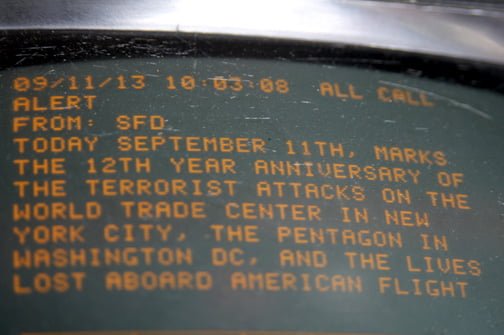 09/11/13 10:03:08 ALL CALL
ALERT
FROM: SFD
TODAY SEPTEMBER 11TH, MARKS
THE 12TH YEAR ANNIVERSARY OF
THE TERRORIST ATTACKS ON THE
WORLD TRADE CENTER IN NEW
YORK CITY, THE PENTAGON IN
WASHINGTON DC, AND THE LIVES
LOST ABOARD AMERICAN FLIGHT